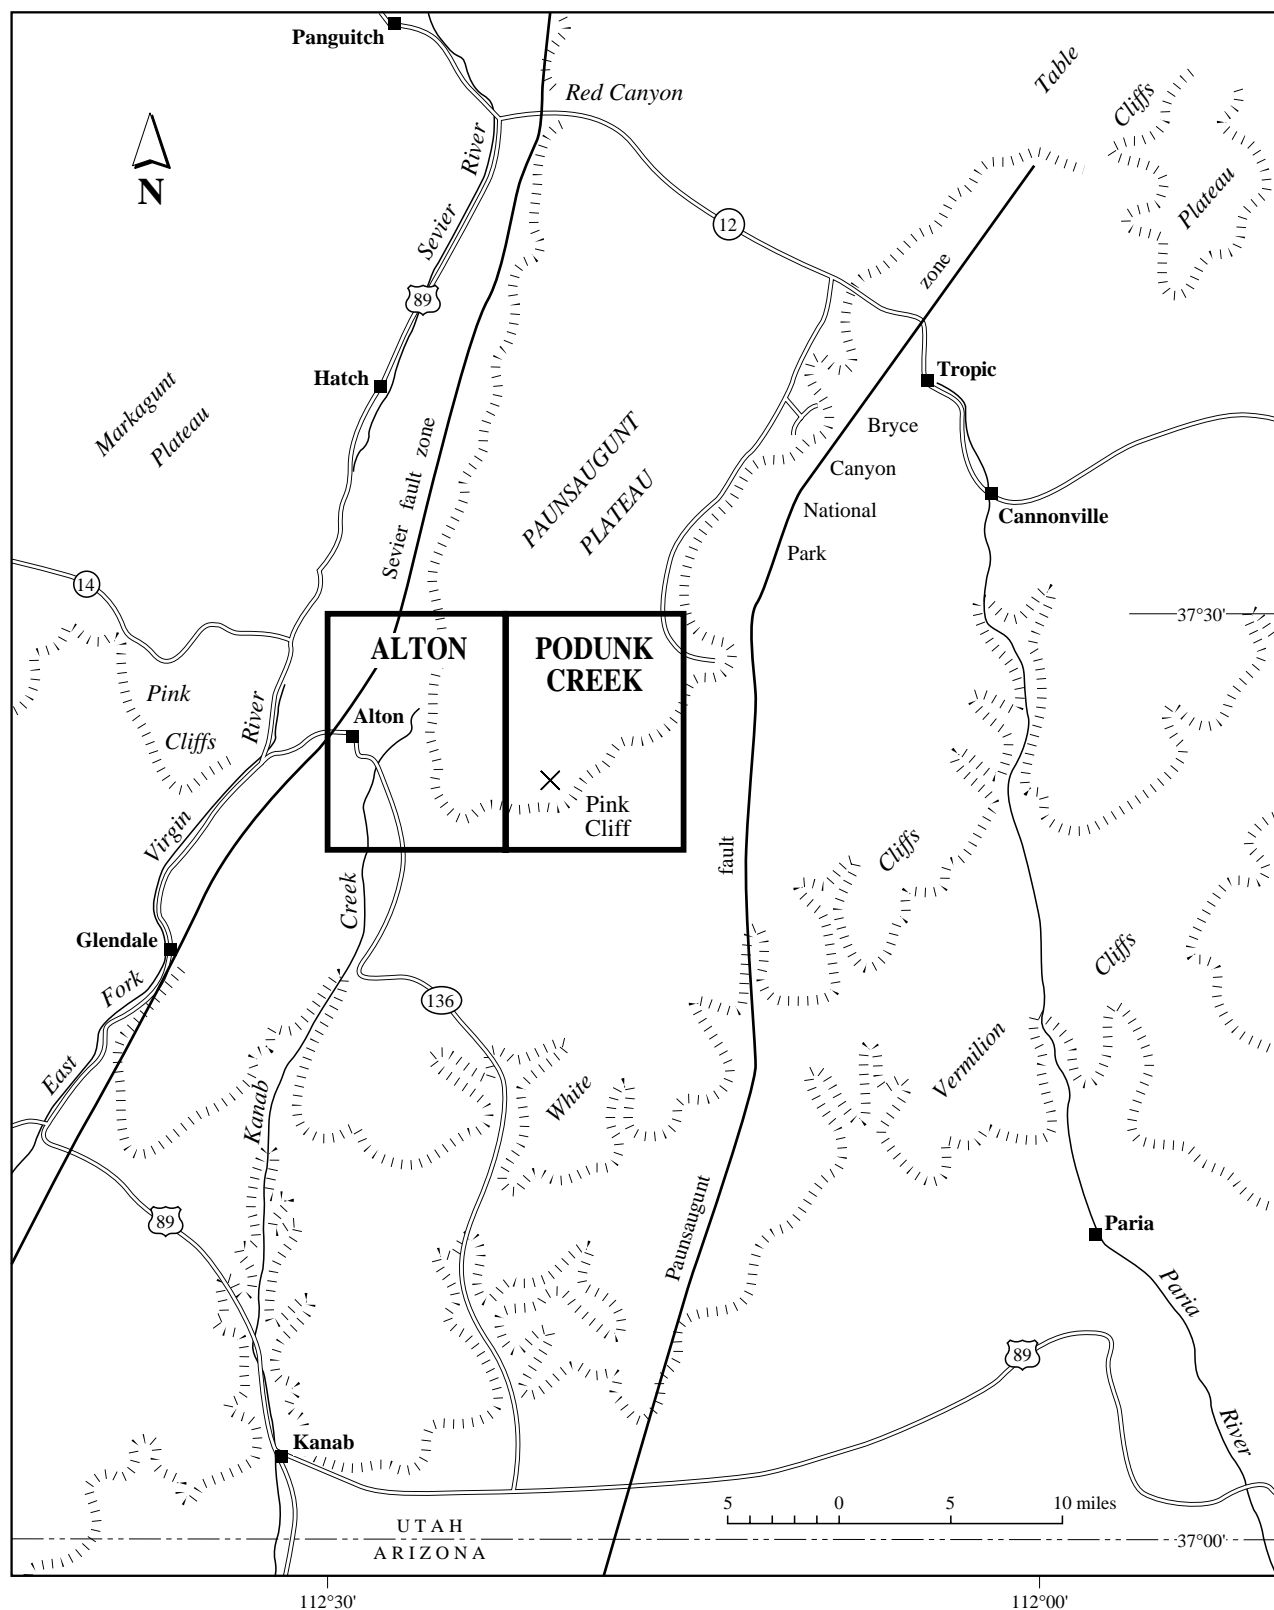 Panguitch
Red Canyon
Table
Cliffs
Plateau
N
Sevier
River
12
zone
89
Hatch
Tropic
Markagunt
Plateau
Sevier fault zone
PAUNSAUGUNT
PLATEAU
Bryce
Canyon
National
Park
Cannonville
14
37°30'
ALTON
PODUNK
CREEK
Pink
Cliffs
River
Alton
Pink
Cliff
Virgin
fault
Cliffs
Creek
Glendale
Fork
Cliffs
136
East
Kanab
White
Vermilion
89
Paunsaugunt
Paria
Paria
89
River
Kanab
5 0 5 10 miles
UTAH
ARIZONA
37°00'
112°30'
112°00'